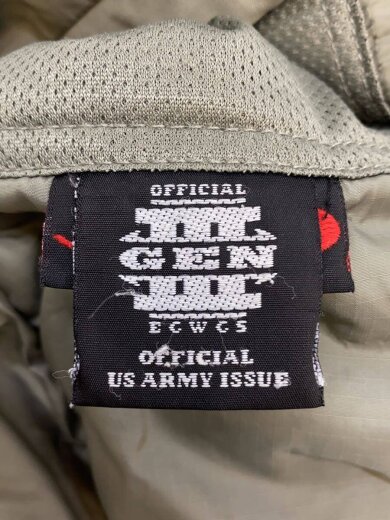 OFFICIAL
III
GEN
III
ECWCS
OFFICIAL
US ARMY ISSUE